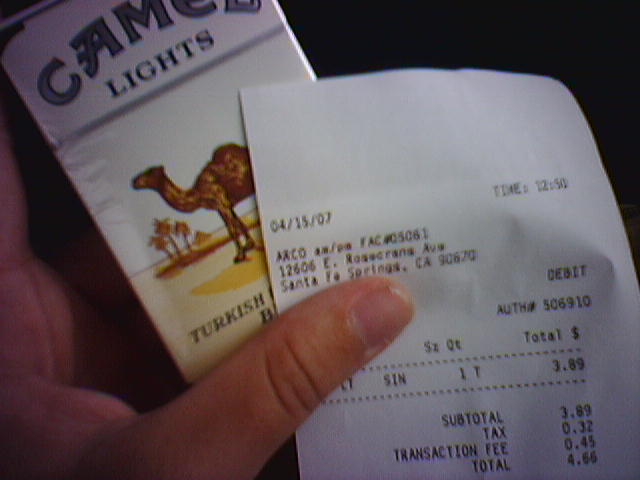 CAMEL
LIGHTS
TURKISH
B
TIME: 12:50
04/15/07
ARCO am/pm FAC#05061
12606 E. Rosecrans Ave
Santa Fe Springs, CA 90670
DEBIT
AUTH# 506910
Sz Qt Total $
LT SIN 1 T 3.89
SUBTOTAL 3.89
TAX 0.32
TRANSACTION FEE 0.45
TOTAL 4.66